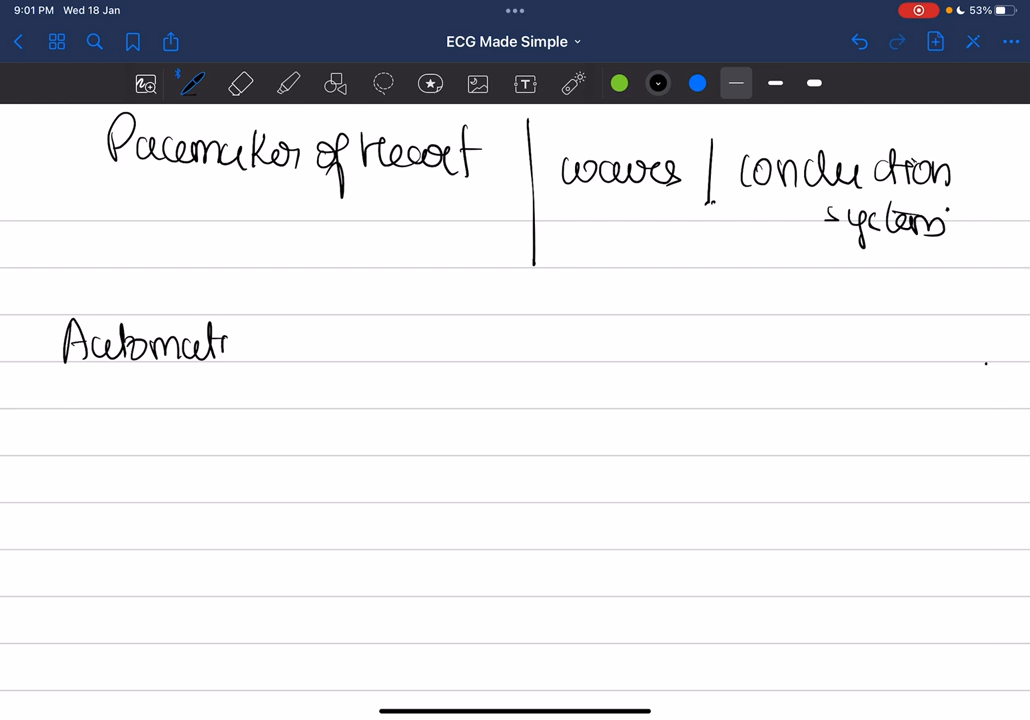 9:01 PM Wed 18 Jan
53%
ECG Made Simple
T
Pacemaker of Heart | waves | conduction
system
Automati